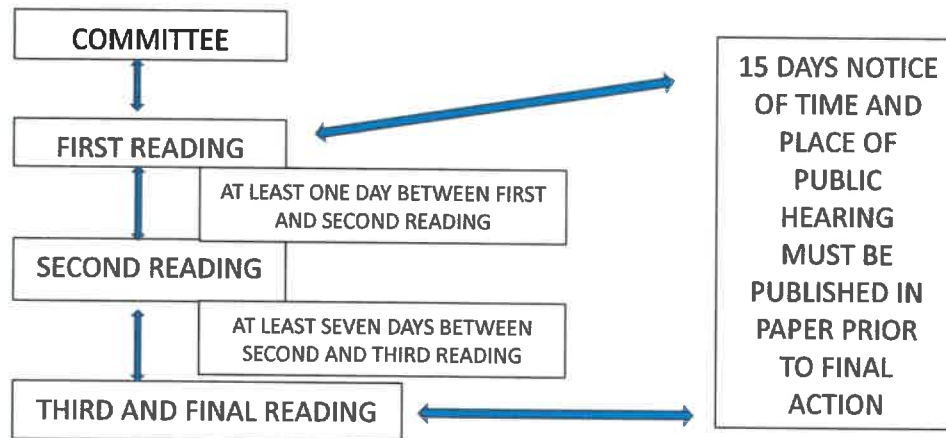 COMMITTEE
FIRST READING
AT LEAST ONE DAY BETWEEN FIRST
AND SECOND READING
SECOND READING
AT LEAST SEVEN DAYS BETWEEN
SECOND AND THIRD READING
THIRD AND FINAL READING
15 DAYS NOTICE
OF TIME AND
PLACE OF
PUBLIC
HEARING
MUST BE
PUBLISHED IN
PAPER PRIOR
TO FINAL
ACTION